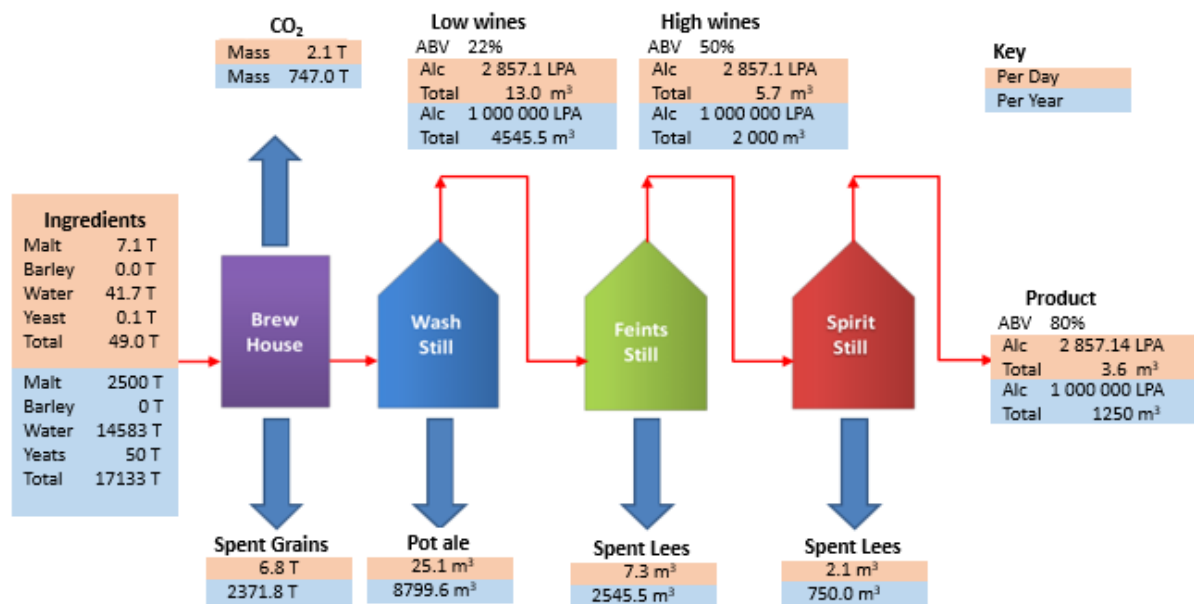 CO₂
Mass 2.1 T
Mass 747.0 T
Low wines
ABV 22%
Alc 2 857.1 LPA
Total 13.0 m³
Alc 1 000 000 LPA
Total 4545.5 m³
High wines
ABV 50%
Alc 2 857.1 LPA
Total 5.7 m³
Alc 1 000 000 LPA
Total 2 000 m³
Key
Per Day
Per Year
Ingredients
Malt 7.1 T
Barley 0.0 T
Water 41.7 T
Yeast 0.1 T
Total 49.0 T
Malt 2500 T
Barley 0 T
Water 14583 T
Yeats 50 T
Total 17133 T
Brew
House
Wash
Still
Feints
Still
Spirit
Still
Product
ABV 80%
Alc 2 857.14 LPA
Total 3.6 m³
Alc 1 000 000 LPA
Total 1250 m³
Spent Grains
6.8 T
2371.8 T
Pot ale
25.1 m³
8799.6 m³
Spent Lees
7.3 m³
2545.5 m³
Spent Lees
2.1 m³
750.0 m³